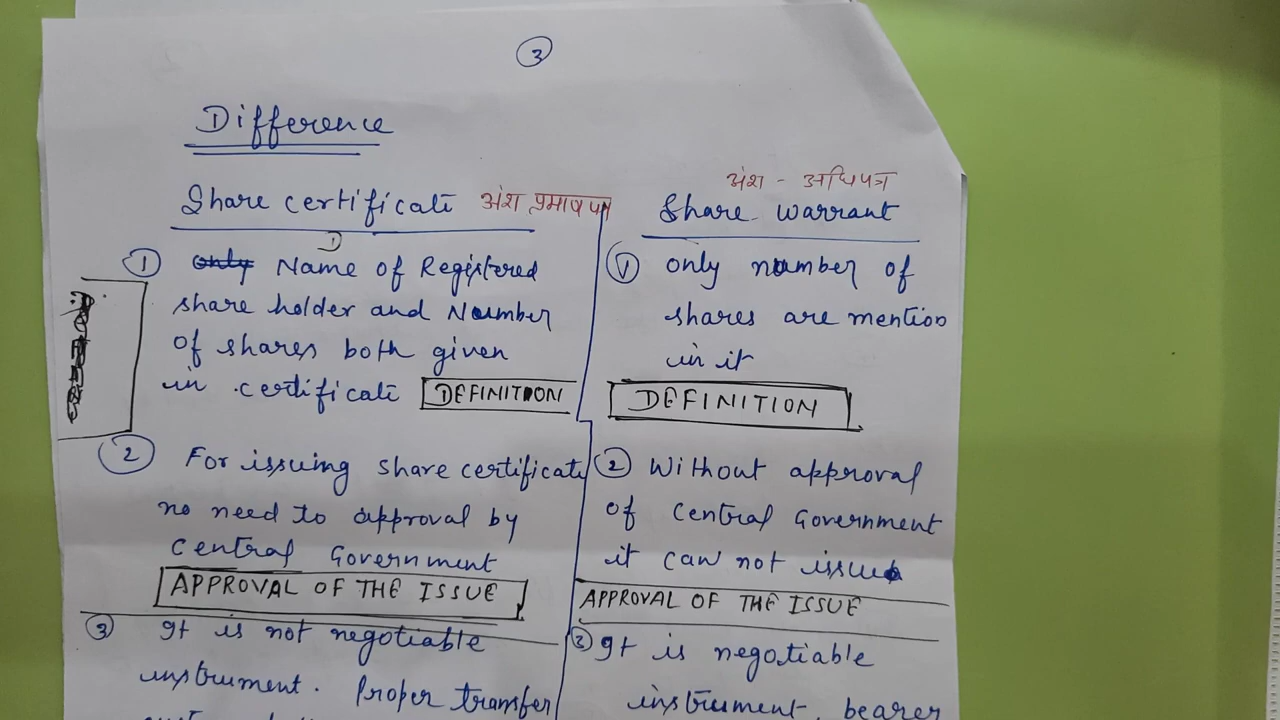 3
Difference
Share certificate अंश प्रमाण पत्र
1 only Name of Registered
share holder and Number
of shares both given
in certificate DEFINITION
2 For issuing share certificate
no need to approval by
central Government
APPROVAL OF THE ISSUE
3 It is not negotiable
instrument. Proper transfer
अंश - अधिपत्र
Share warrant
1 only number of
shares are mention
in it
DEFINITION
2 Without approval
of central Government
it can not issue
APPROVAL OF THE ISSUE
3 It is negotiable
instrument, bearer